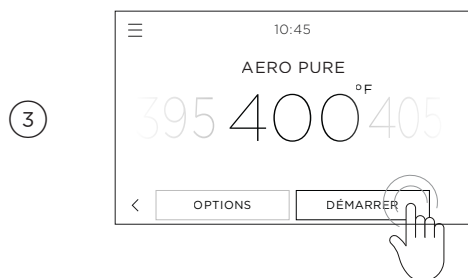 10:45
AERO PURE
3
395 400°F 405
OPTIONS DÉMARRER